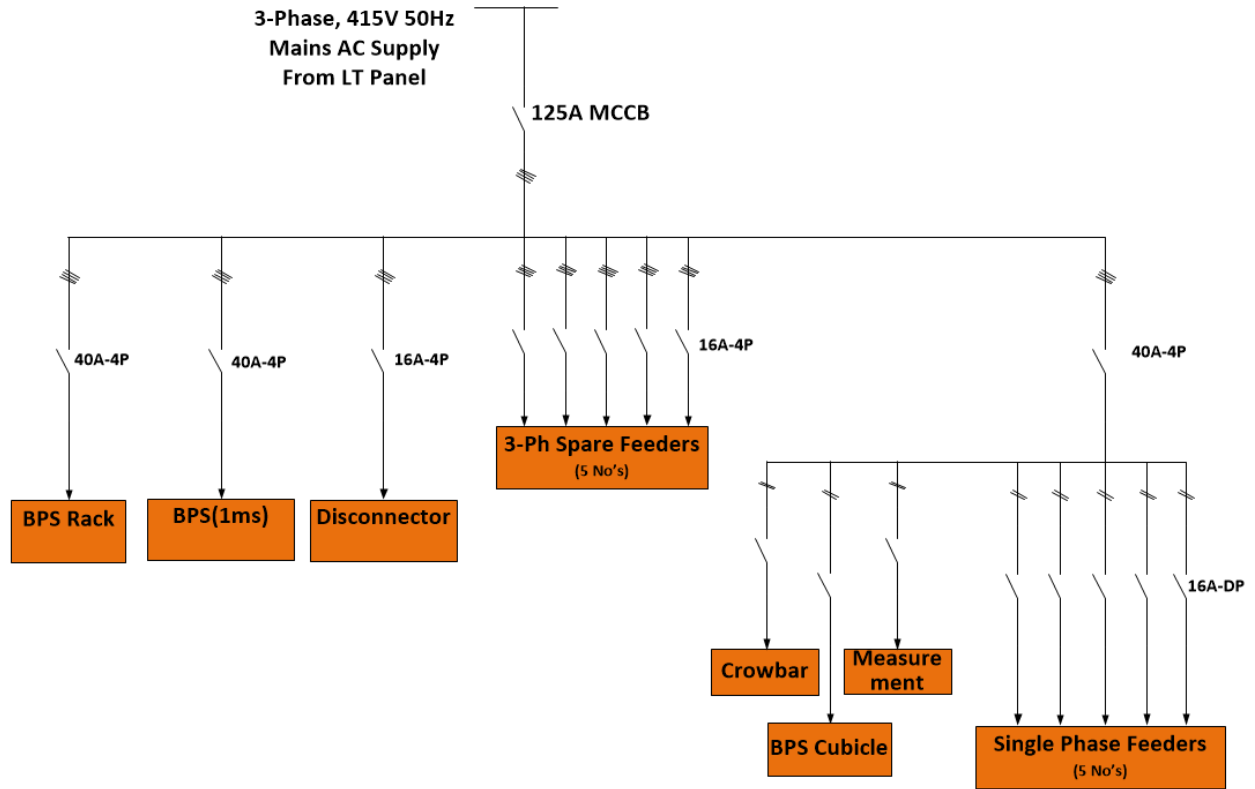 3-Phase, 415V 50Hz
Mains AC Supply
From LT Panel
125A MCCB
40A-4P
40A-4P
16A-4P
16A-4P
40A-4P
3-Ph Spare Feeders
(5 No's)
BPS Rack
BPS(1ms)
Disconnector
16A-DP
Crowbar
Measure
ment
BPS Cubicle
Single Phase Feeders
(5 No's)